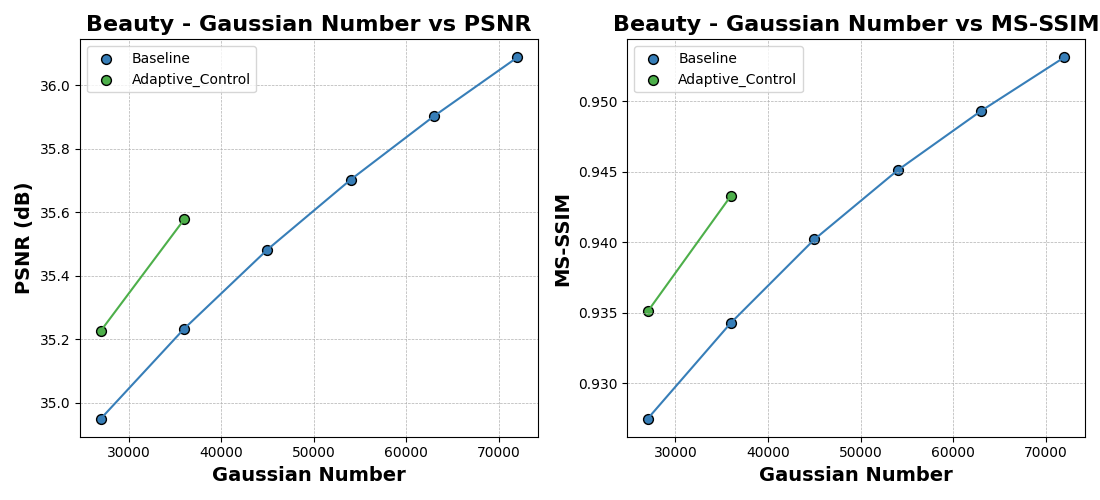 Beauty - Gaussian Number vs PSNR
Baseline
Adaptive_Control
36.0
35.8
35.6
35.4
35.2
35.0
PSNR (dB)
30000 40000 50000 60000 70000
Gaussian Number
Beauty - Gaussian Number vs MS-SSIM
Baseline
Adaptive_Control
0.950
0.945
0.940
0.935
0.930
MS-SSIM
30000 40000 50000 60000 70000
Gaussian Number